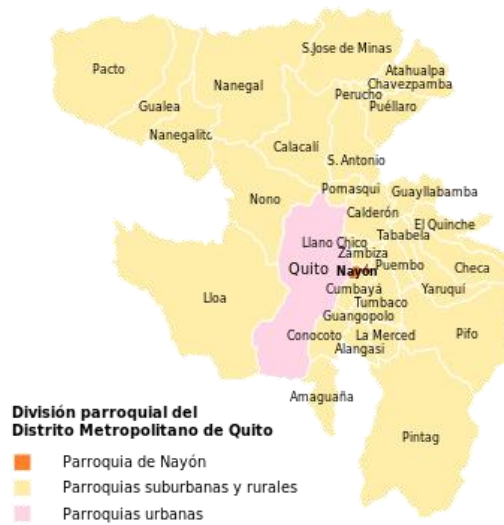 S.Jose de Minas
Pacto
Atahualpa
Nanegal
Chavezpamba
Perucho
Gualea
Puéllaro
Nanegalito
Calacalí
S. Antonio
Pomasqui
Guayllabamba
Nono
Calderón
El Quinche
Tababela
Llano Chico
Zámbiza
Quito
Nayón
Puembo
Checa
Cumbayá
Yaruquí
Lloa
Tumbaco
Guangopolo
Conocoto
La Merced
Pifo
Alangasí
Amaguaña
Pintag
División parroquial del
Distrito Metropolitano de Quito
Parroquia de Nayón
Parroquias suburbanas y rurales
Parroquias urbanas